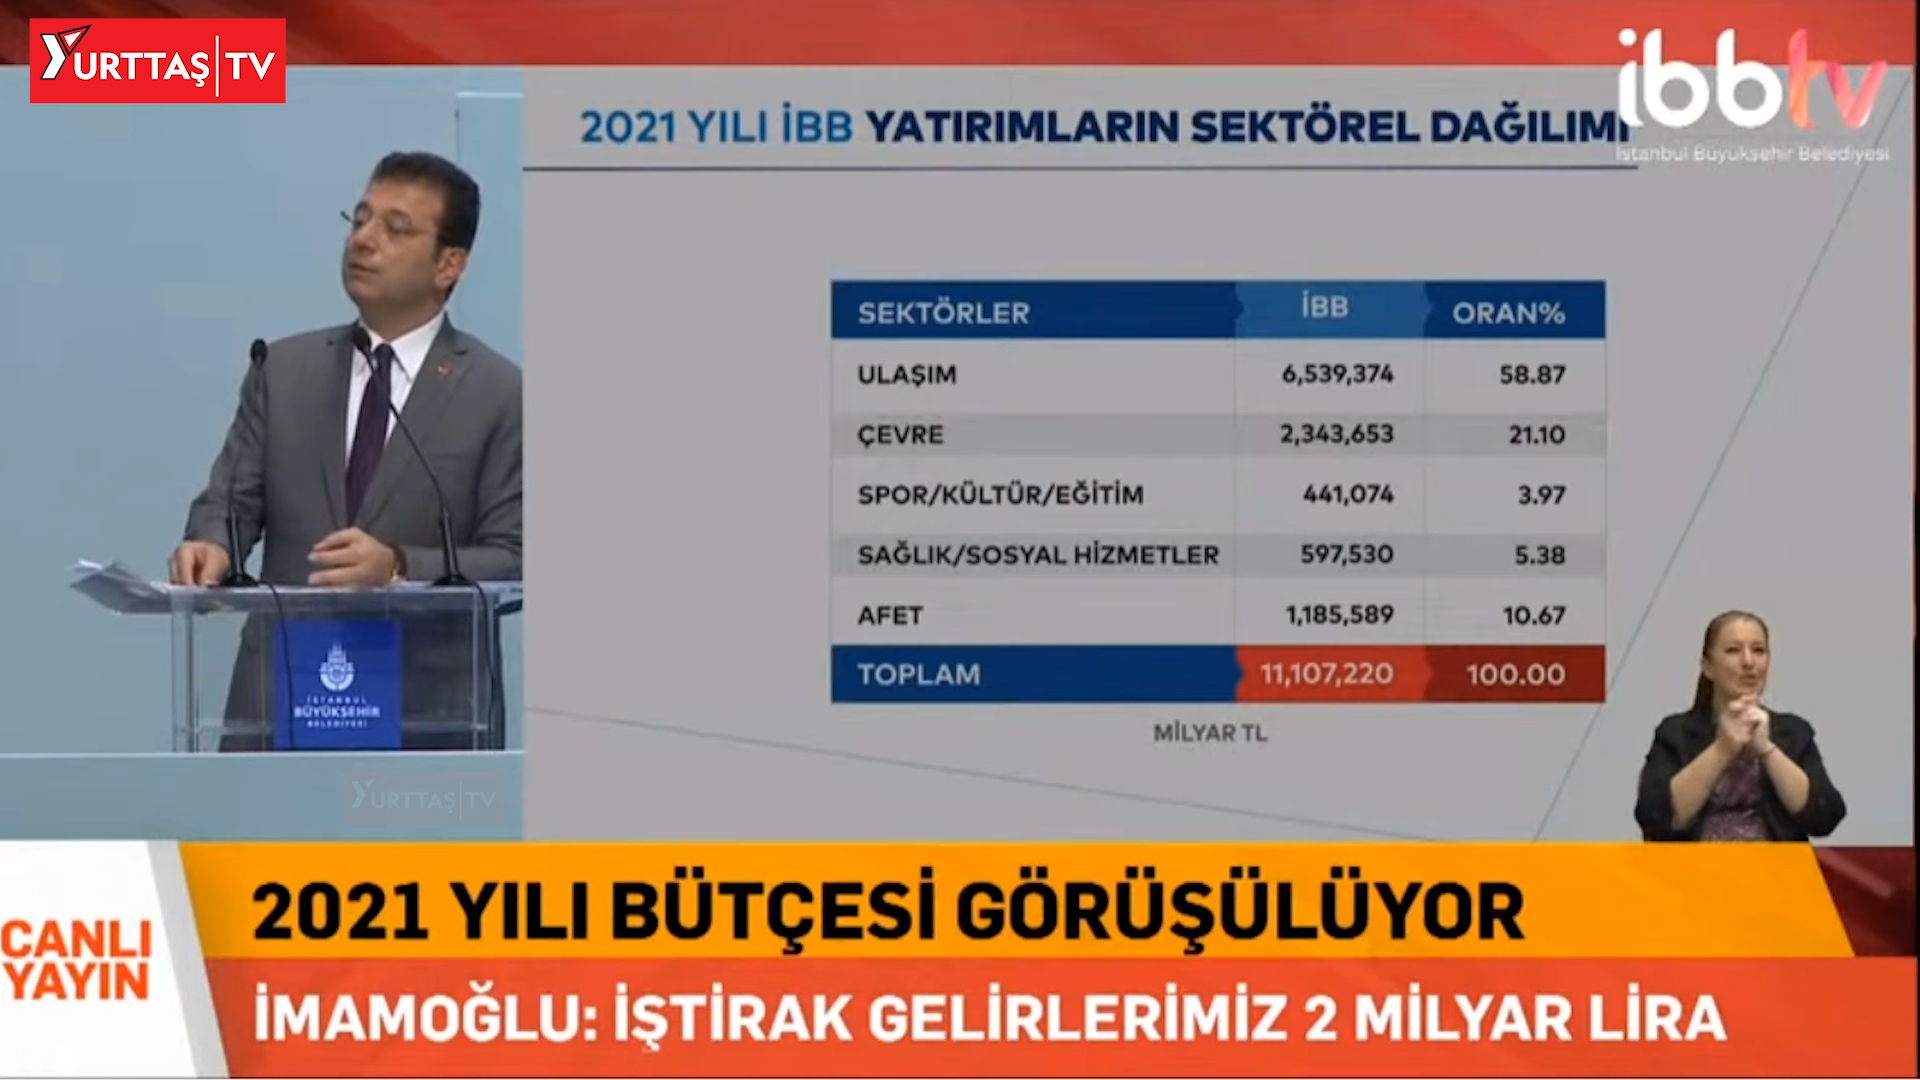 YURTTAŞ|TV
ibbtv
İstanbul Büyükşehir Belediyesi
2021 YILI İBB YATIRIMLARIN SEKTÖREL DAĞILIMI
SEKTÖRLER İBB ORAN%
ULAŞIM 6,539,374 58.87
ÇEVRE 2,343,653 21.10
SPOR/KÜLTÜR/EĞİTİM 441,074 3.97
SAĞLIK/SOSYAL HİZMETLER 597,530 5.38
AFET 1,185,589 10.67
TOPLAM 11,107,220 100.00
MİLYAR TL
İSTANBUL
BÜYÜKŞEHİR
BELEDİYESİ
YURTTAŞ|TV
CANLI
YAYIN
2021 YILI BÜTÇESİ GÖRÜŞÜLÜYOR
İMAMOĞLU: İŞTİRAK GELİRLERİMİZ 2 MİLYAR LİRA